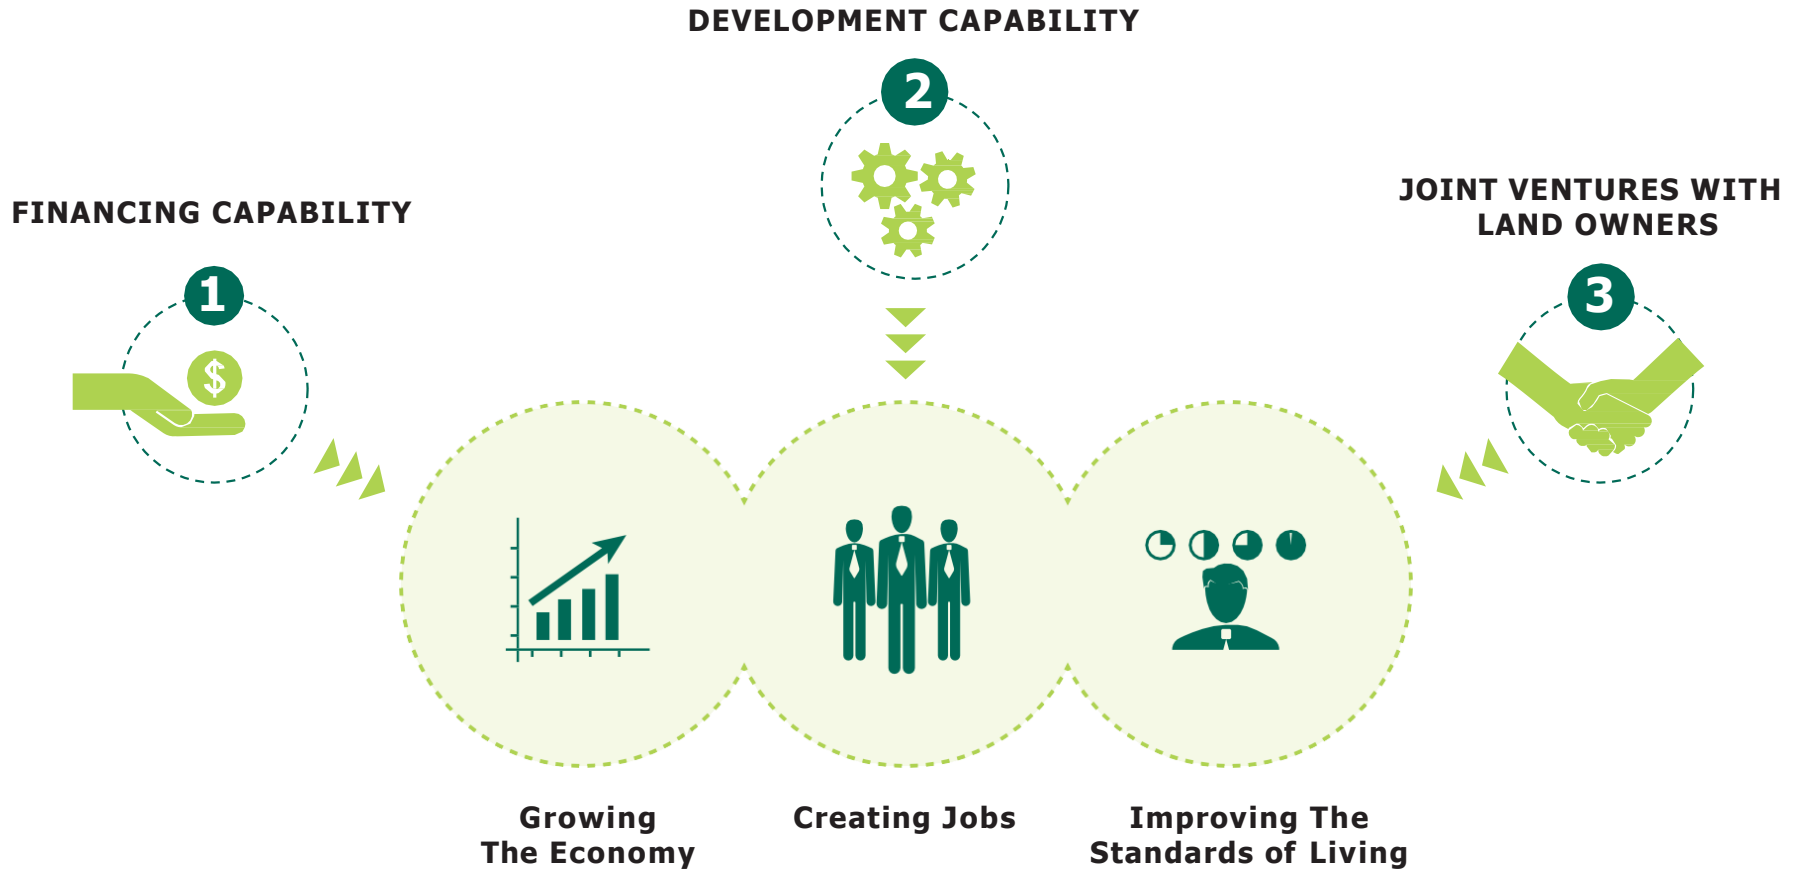 DEVELOPMENT CAPABILITY
2
FINANCING CAPABILITY
1
$
JOINT VENTURES WITH
LAND OWNERS
3
Growing
The Economy
Creating Jobs
Improving The
Standards of Living